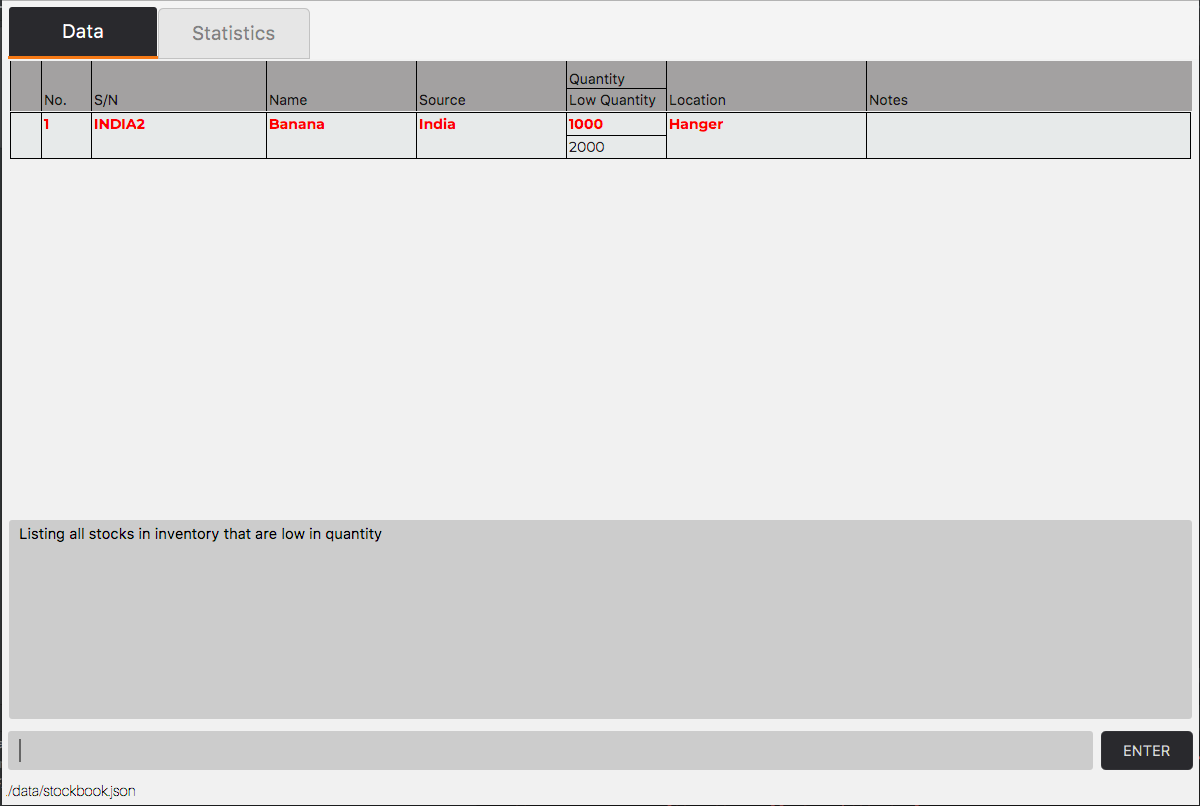 Data Statistics
Quantity
No. S/N Name Source Low Quantity Location Notes
1 INDIA2 Banana India 1000 Hanger
2000
Listing all stocks in inventory that are low in quantity
ENTER
./data/stockbook.json